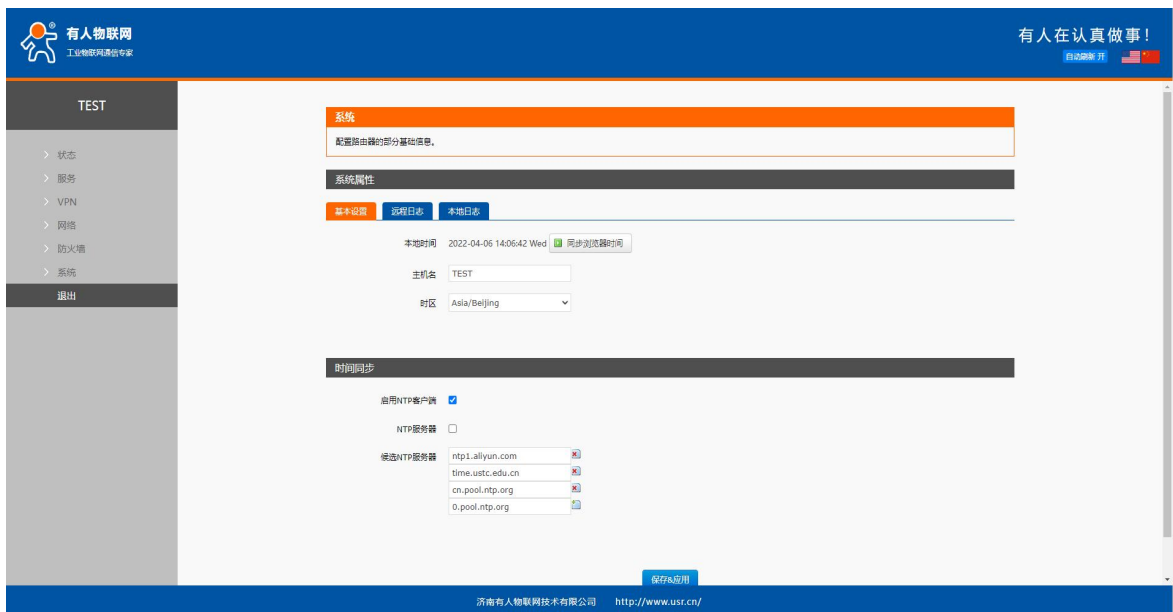 有人物联网
工业物联网通信专家
有人在认真做事！
自动刷新 开
TEST
状态
服务
VPN
网络
防火墙
系统
退出
系统
配置路由器的部分基础信息。
系统属性
基本设置 远程日志 本地日志
本地时间 2022-04-06 14:06:42 Wed 同步浏览器时间
主机名 TEST
时区 Asia/Beijing
时间同步
启用NTP客户端
NTP服务器
候选NTP服务器 ntp1.aliyun.com
time.ustc.edu.cn
cn.pool.ntp.org
0.pool.ntp.org
保存&应用
济南有人物联网技术有限公司 http://www.usr.cn/